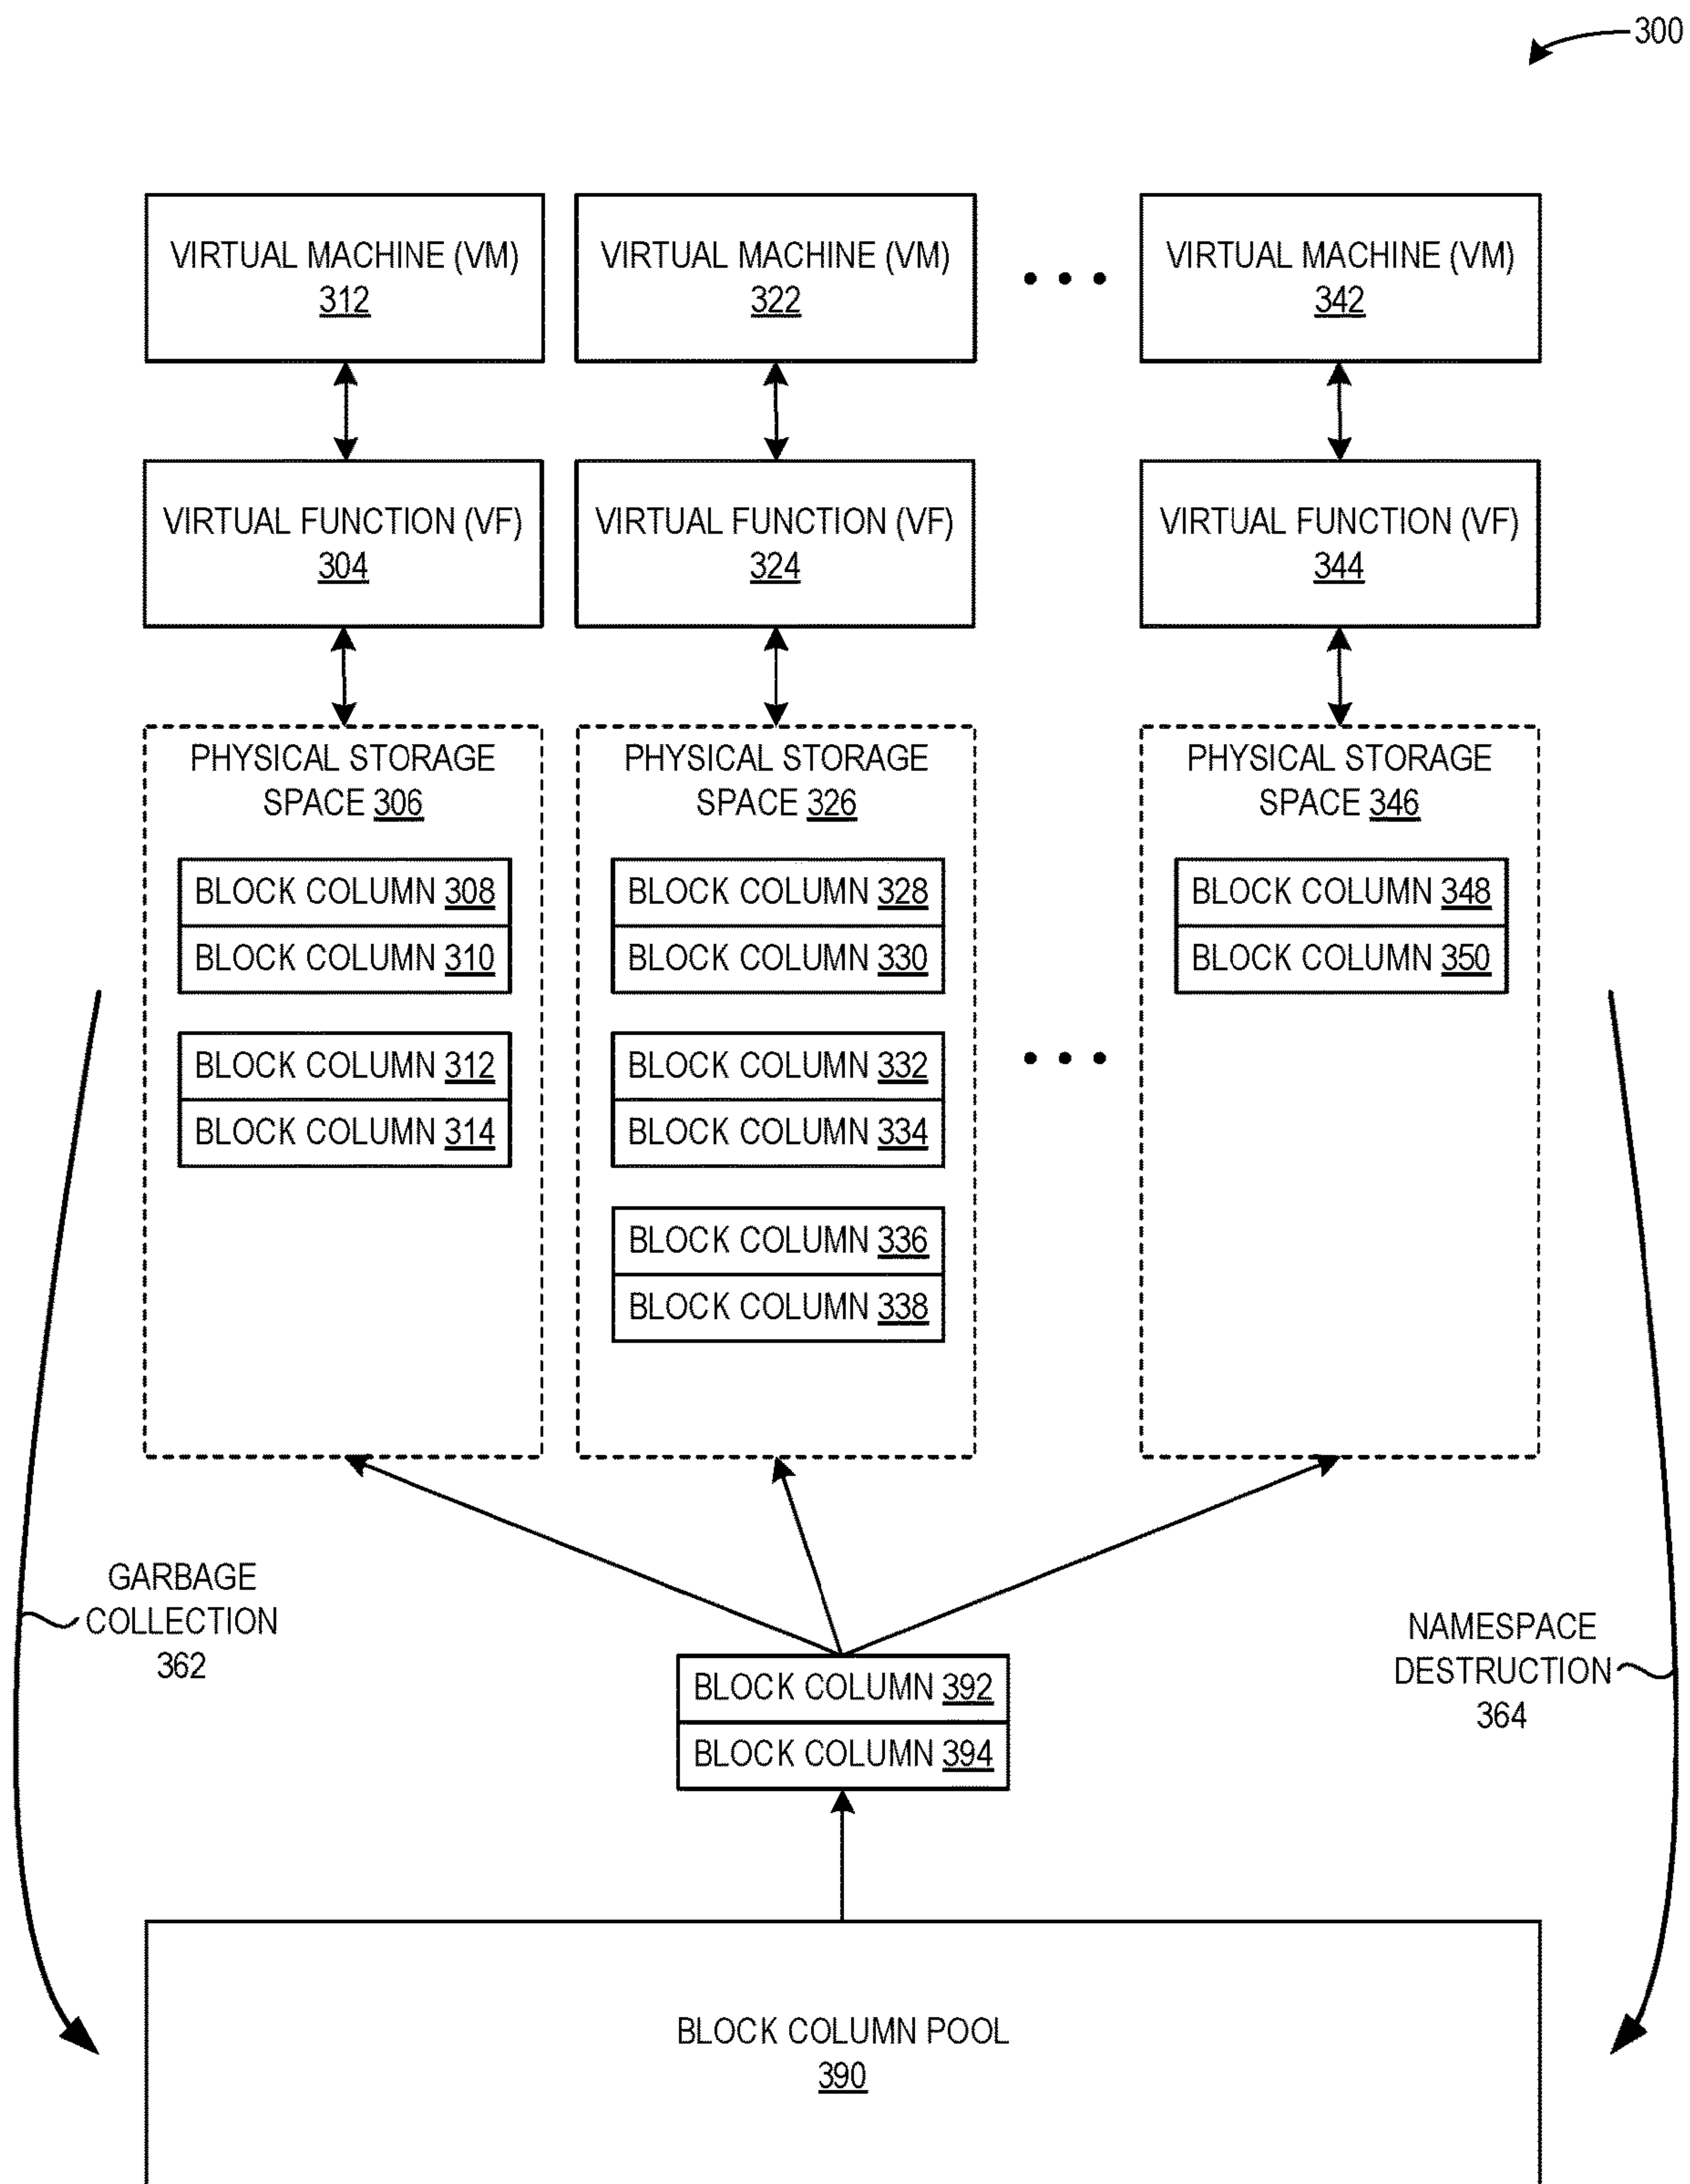 300
VIRTUAL MACHINE (VM)
312
VIRTUAL MACHINE (VM)
322
VIRTUAL MACHINE (VM)
342
VIRTUAL FUNCTION (VF)
304
VIRTUAL FUNCTION (VF)
324
VIRTUAL FUNCTION (VF)
344
PHYSICAL STORAGE
SPACE 306
BLOCK COLUMN 308
BLOCK COLUMN 310
BLOCK COLUMN 312
BLOCK COLUMN 314
PHYSICAL STORAGE
SPACE 326
BLOCK COLUMN 328
BLOCK COLUMN 330
BLOCK COLUMN 332
BLOCK COLUMN 334
BLOCK COLUMN 336
BLOCK COLUMN 338
PHYSICAL STORAGE
SPACE 346
BLOCK COLUMN 348
BLOCK COLUMN 350
GARBAGE
COLLECTION
362
BLOCK COLUMN 392
BLOCK COLUMN 394
NAMESPACE
DESTRUCTION
364
BLOCK COLUMN POOL
390